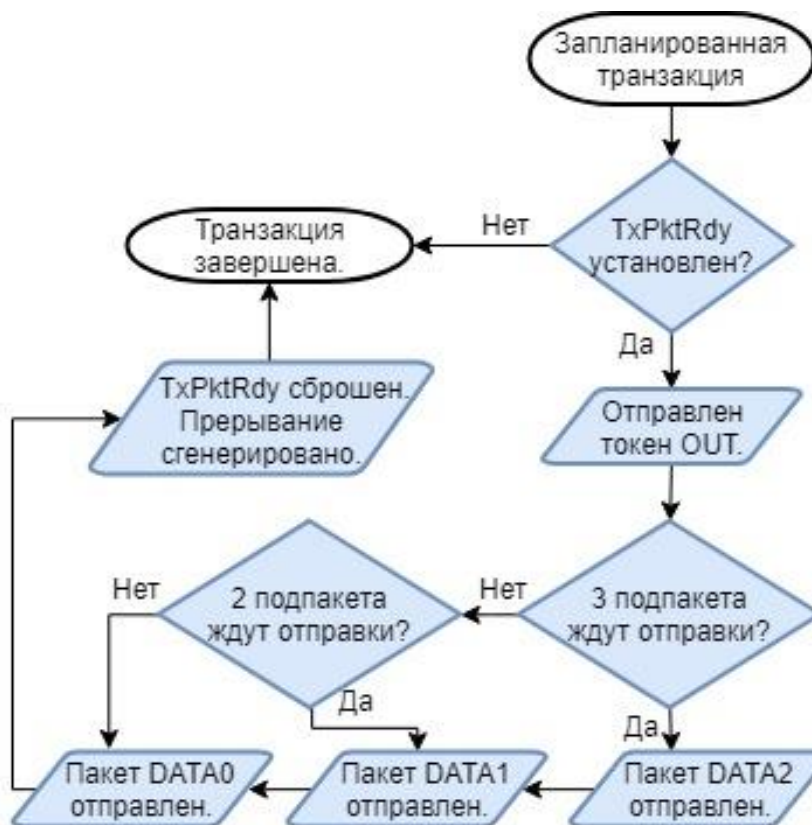 Запланированная
транзакция
TxPktRdy
установлен?
Нет
Транзакция
завершена.
Да
Отправлен
токен OUT.
TxPktRdy сброшен.
Прерывание
сгенерировано.
3 подпакета
ждут отправки?
Нет
2 подпакета
ждут отправки?
Нет
Да
Да
Пакет DATA0
отправлен.
Пакет DATA1
отправлен.
Пакет DATA2
отправлен.